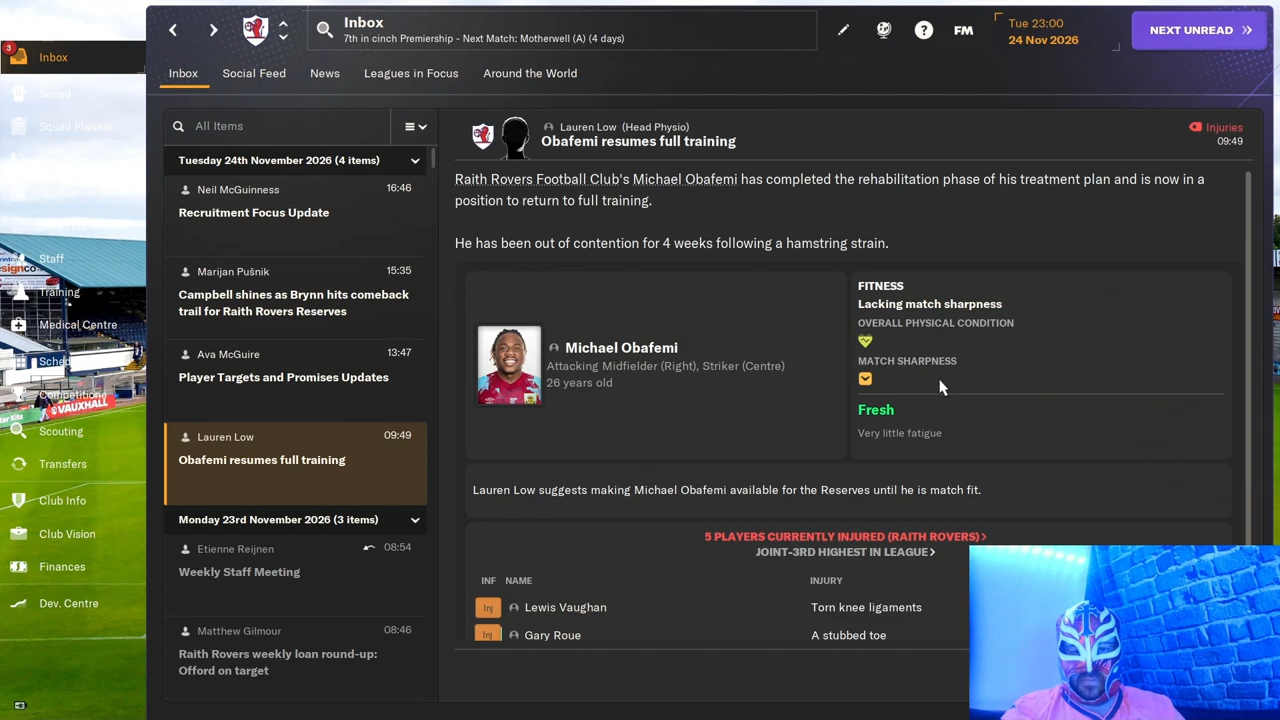 Inbox
7th in cinch Premiership - Next Match: Motherwell (A) (4 days)
FM
Tue 23:00
24 Nov 2026
NEXT UNREAD
3
Inbox
Squad
Squad Planner
Staff
Training
Medical Centre
Sched
Competitions
Scouting
Transfers
Club Info
Club Vision
Finances
Dev. Centre
VAUXHALL
Inbox
Social Feed
News
Leagues in Focus
Around the World
All Items
Tuesday 24th November 2026 (4 items)
Neil McGuinness 16:46
Recruitment Focus Update
Marijan Pušnik 15:35
Campbell shines as Brynn hits comeback
trail for Raith Rovers Reserves
Ava McGuire 13:47
Player Targets and Promises Updates
Lauren Low 09:49
Obafemi resumes full training
Monday 23rd November 2026 (3 items)
Etienne Reijnen 08:54
Weekly Staff Meeting
Matthew Gilmour 08:46
Raith Rovers weekly loan round-up:
Offord on target
Lauren Low (Head Physio)
Obafemi resumes full training
Injuries
09:49
Raith Rovers Football Club's Michael Obafemi has completed the rehabilitation phase of his treatment plan and is now in a
position to return to full training.
He has been out of contention for 4 weeks following a hamstring strain.
Michael Obafemi
Attacking Midfielder (Right), Striker (Centre)
26 years old
FITNESS
Lacking match sharpness
OVERALL PHYSICAL CONDITION
MATCH SHARPNESS
Fresh
Very little fatigue
Lauren Low suggests making Michael Obafemi available for the Reserves until he is match fit.
5 PLAYERS CURRENTLY INJURED (RAITH ROVERS)
JOINT-3RD HIGHEST IN LEAGUE
INF NAME INJURY
Inj Lewis Vaughan Torn knee ligaments
Inj Gary Roue A stubbed toe